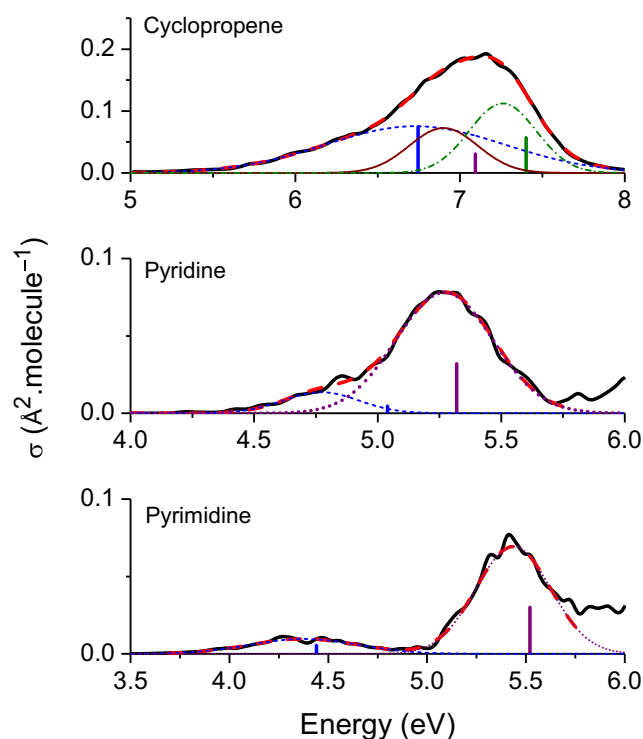 Cyclopropene
0.2
0.1
0.0
5 6 7 8
Pyridine
0.1
0.0
4.0 4.5 5.0 5.5 6.0
σ (Å².molecule⁻¹)
Pyrimidine
0.1
0.0
3.5 4.0 4.5 5.0 5.5 6.0
Energy (eV)